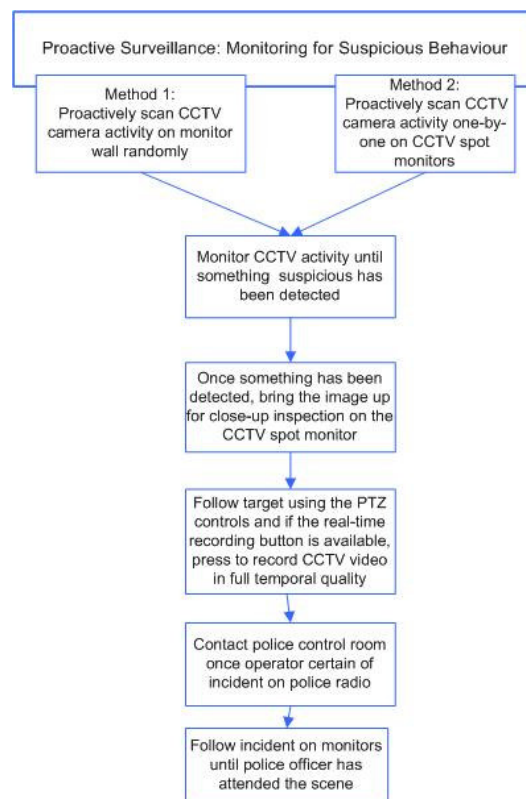 Proactive Surveillance: Monitoring for Suspicious Behaviour
Method 1:
Proactively scan CCTV
camera activity on monitor
wall randomly
Method 2:
Proactively scan CCTV
camera activity one-by-
one on CCTV spot
monitors
Monitor CCTV activity until
something suspicious has
been detected
Once something has been
detected, bring the image up
for close-up inspection on the
CCTV spot monitor
Follow target using the PTZ
controls and if the real-time
recording button is available,
press to record CCTV video
in full temporal quality
Contact police control room
once operator certain of
incident on police radio
Follow incident on monitors
until police officer has
attended the scene